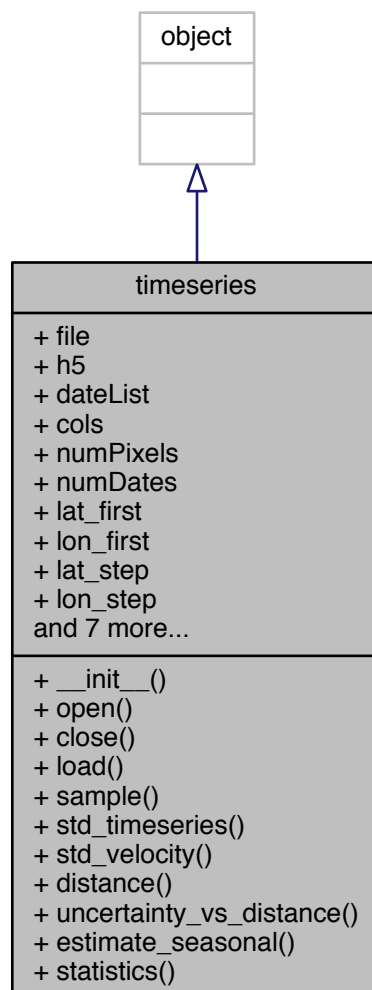 object
timeseries
+ file
+ h5
+ dateList
+ cols
+ numPixels
+ numDates
+ lat_first
+ lon_first
+ lat_step
+ lon_step
and 7 more...
+ __init__()
+ open()
+ close()
+ load()
+ sample()
+ std_timeseries()
+ std_velocity()
+ distance()
+ uncertainty_vs_distance()
+ estimate_seasonal()
+ statistics()